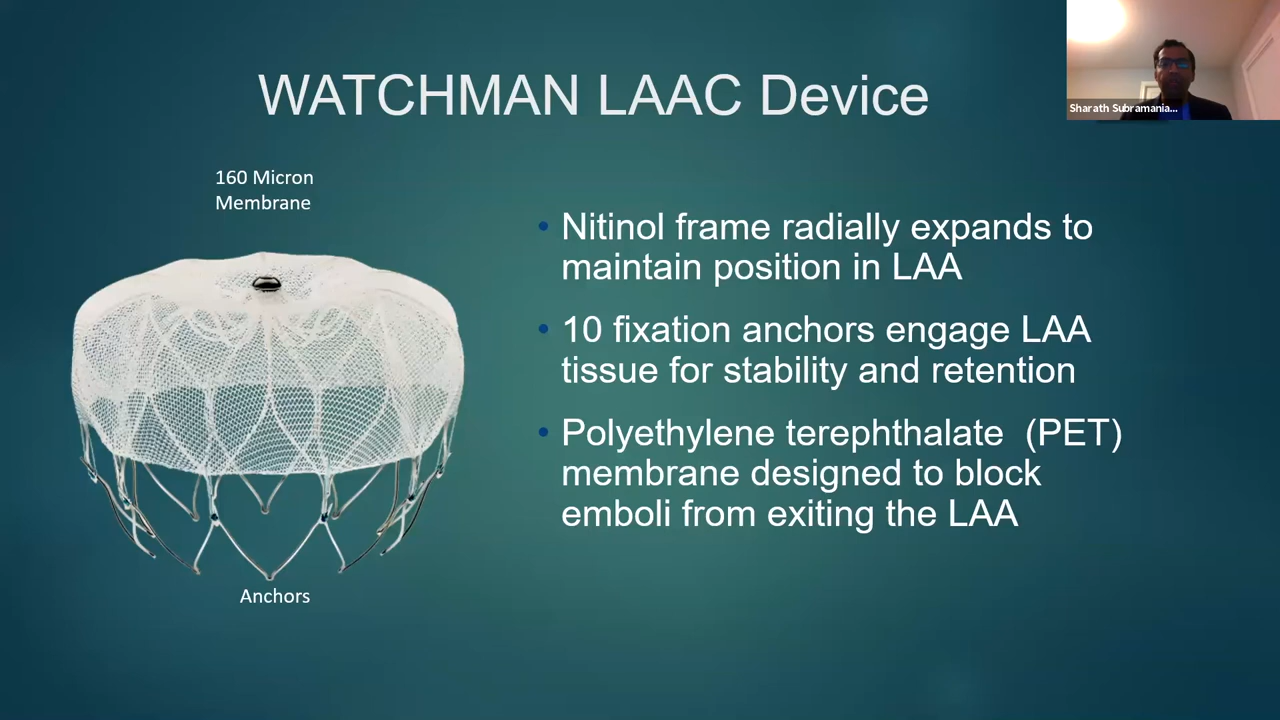 WATCHMAN LAAC Device
Sharath Subramania...
160 Micron
Membrane
• Nitinol frame radially expands to
maintain position in LAA
• 10 fixation anchors engage LAA
tissue for stability and retention
• Polyethylene terephthalate (PET)
membrane designed to block
emboli from exiting the LAA
Anchors